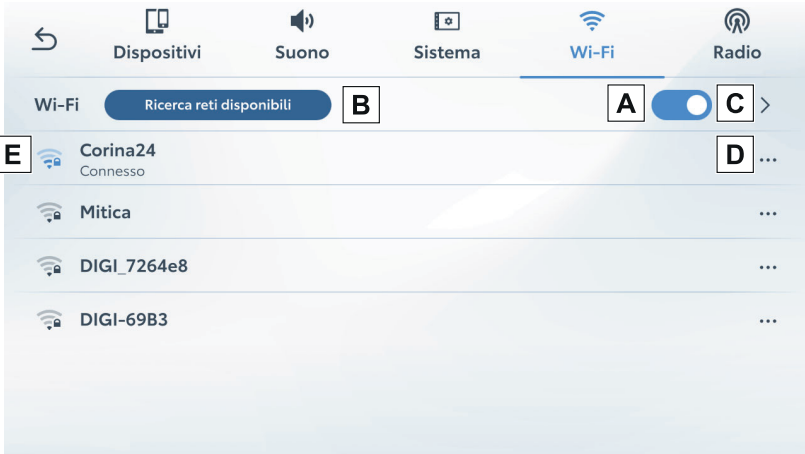 Dispositivi Suono Sistema Wi-Fi Radio
Wi-Fi Ricerca reti disponibili B A C
E Corina24 D ...
Connesso
Mitica ...
DIGI_7264e8 ...
DIGI-69B3 ...